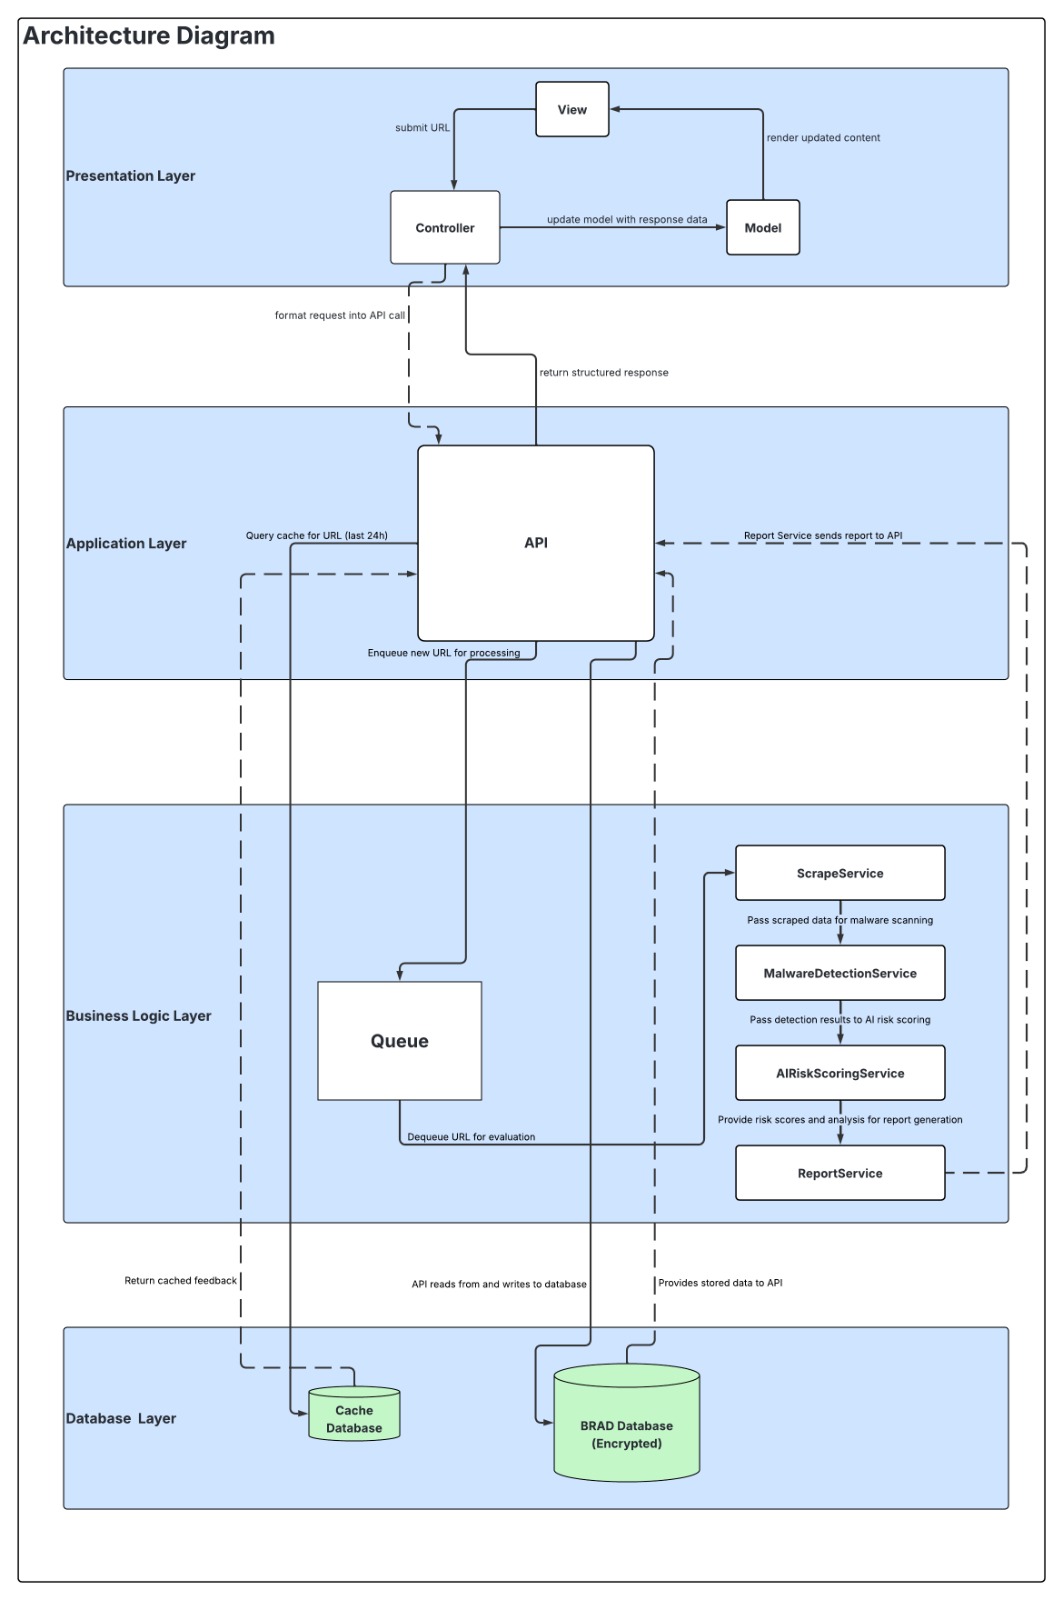 Architecture Diagram
View
submit URL
render updated content
Presentation Layer
update model with response data
Controller
Model
format request into API call
return structured response
Query cache for URL (last 24h)
Report Service sends report to API
Application Layer
API
Enqueue new URL for processing
ScrapeService
Pass scraped data for malware scanning
MalwareDetectionService
Business Logic Layer
Pass detection results to AI risk scoring
Queue
AIRiskScoringService
Provide risk scores and analysis for report generation
Dequeue URL for evaluation
ReportService
Return cached feedback
API reads from and writes to database
Provides stored data to API
Database Layer
Cache
Database
BRAD Database
(Encrypted)